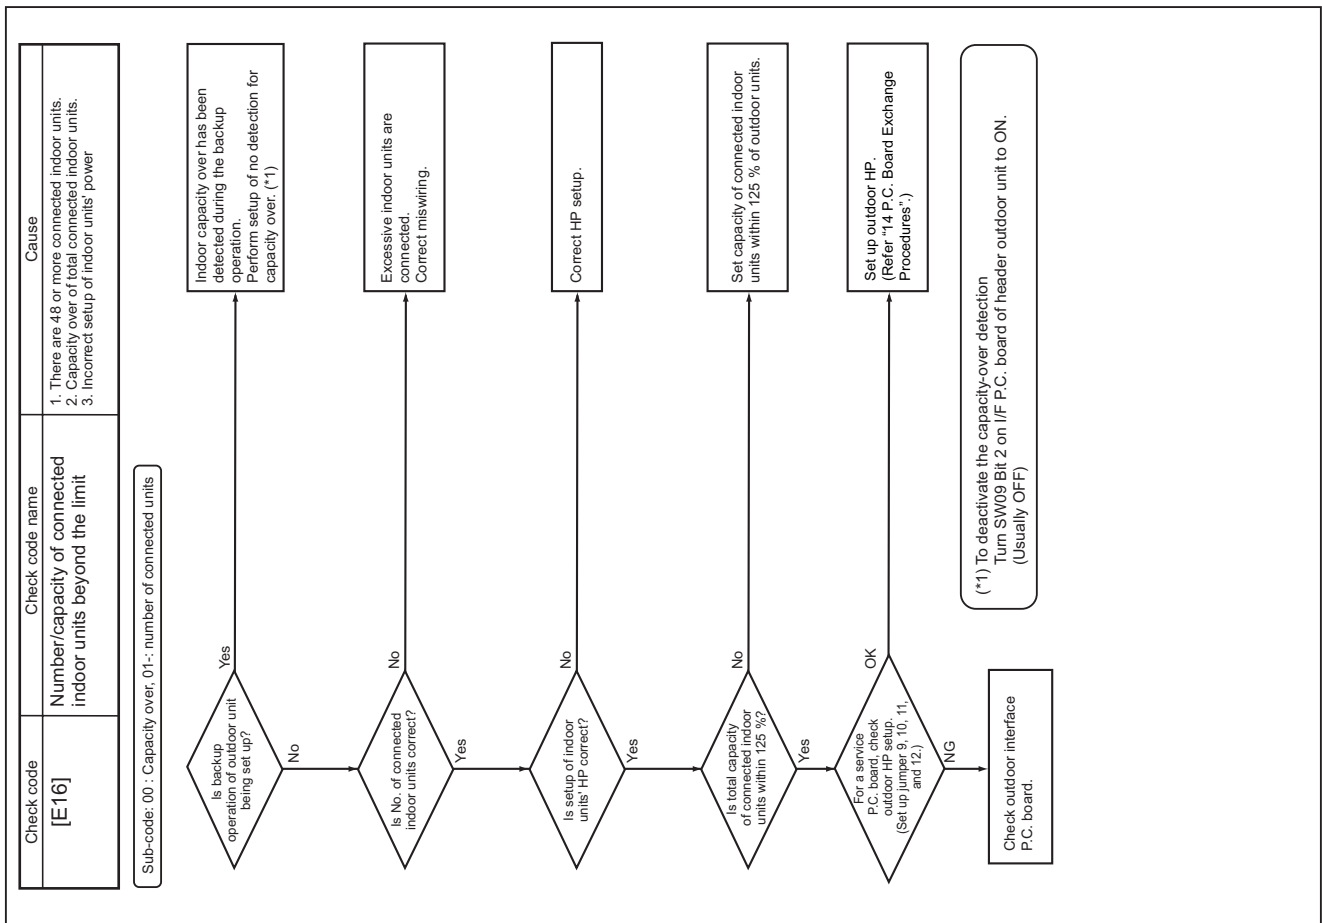 Check code
Check code name
Cause
[E16]
Number/capacity of connected
indoor units beyond the limit
1. There are 48 or more connected indoor units.
2. Capacity over of total connected indoor units.
3. Incorrect setup of indoor units' power
Sub-code: 00 : Capacity over, 01-: number of connected units
Is backup
operation of outdoor unit
being set up?
Yes
Indoor capacity over has been
detected during the backup
operation.
Perform setup of no detection for
capacity over. (*1)
No
Is No. of connected
indoor units correct?
No
Excessive indoor units are
connected.
Correct miswiring.
Yes
Is setup of indoor
units' HP correct?
No
Correct HP setup.
Yes
Is total capacity
of connected indoor
units within 125 %?
No
Set capacity of connected indoor
units within 125 % of outdoor units.
Yes
For a service
P.C. board, check
outdoor HP setup.
(Set up jumper 9, 10, 11,
and 12.)
OK
Set up outdoor HP.
(Refer "14 P.C. Board Exchange
Procedures".)
NG
Check outdoor interface
P.C. board.
(*1) To deactivate the capacity-over detection
Turn SW09 Bit 2 on I/F P.C. board of header outdoor unit to ON.
(Usually OFF)